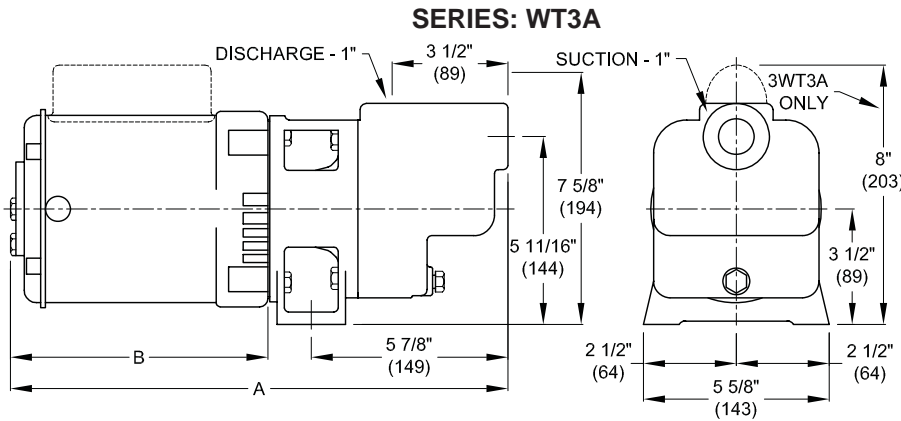 SERIES: WT3A
DISCHARGE - 1"
3 1/2"
(89)
SUCTION - 1"
3WT3A
ONLY
8"
(203)
7 5/8"
(194)
5 11/16"
(144)
3 1/2"
(89)
5 7/8"
(149)
B
A
2 1/2"
(64)
2 1/2"
(64)
5 5/8"
(143)